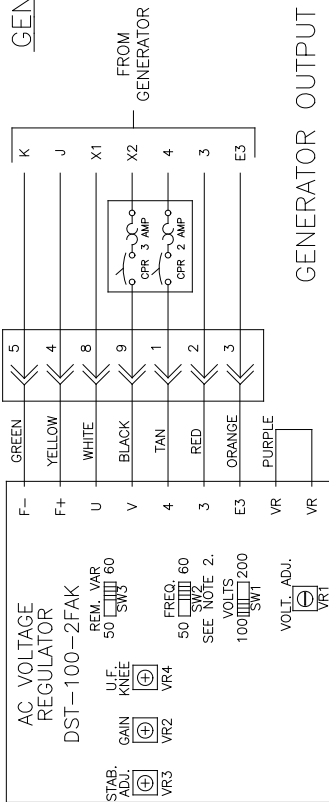 AC VOLTAGE
REGULATOR
DST-100-2FAK
STAB.
ADJ.
VR3
GAIN
VR2
U.F.
KNEE
VR4
REM. VAR
50 60
SW3
FREQ.
50 60
SW2
SEE NOTE 2.
VOLTS
100 200
SW1
VOLT. ADJ.
VR1
F- GREEN 5 K
F+ YELLOW 4 J
U WHITE 8 X1
V BLACK 9 X2
CPR 3 AMP
4 TAN 1 4
CPR 2 AMP
3 RED 2 3
E3 ORANGE 3 E3
VR PURPLE
VR
FROM
GENERATOR
GEN
GENERATOR OUTPUT